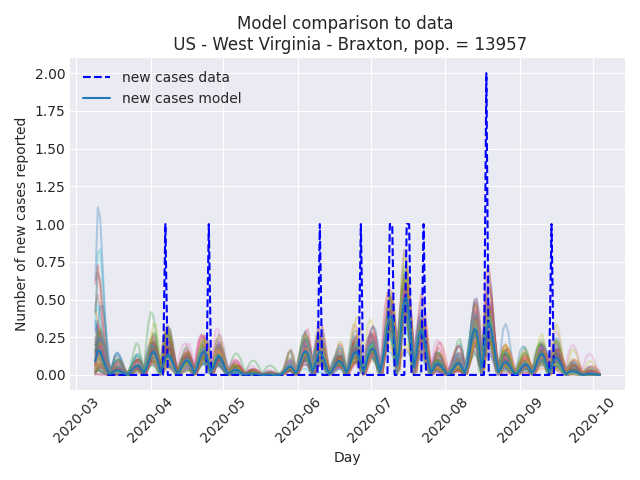 Model comparison to data
US - West Virginia - Braxton, pop. = 13957
new cases data
new cases model
Number of new cases reported
2.00
1.75
1.50
1.25
1.00
0.75
0.50
0.25
0.00
2020-03
2020-04
2020-05
2020-06
2020-07
2020-08
2020-09
2020-10
Day